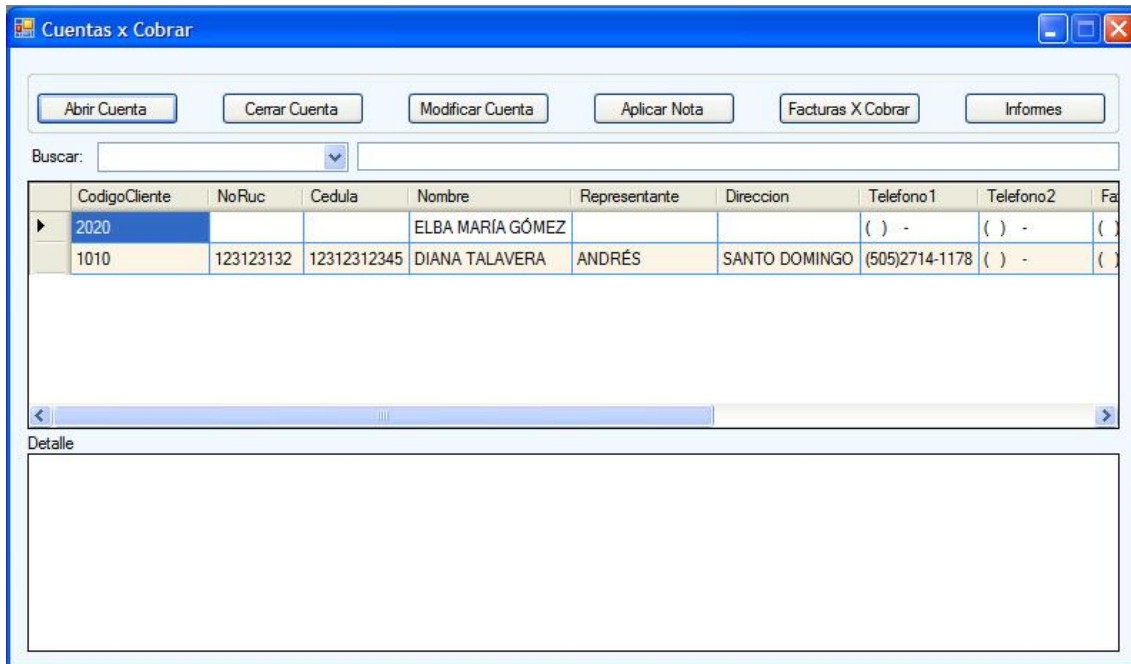 Cuentas x Cobrar
Abrir Cuenta Cerrar Cuenta Modificar Cuenta Aplicar Nota Facturas X Cobrar Informes
Buscar:
CodigoCliente NoRuc Cedula Nombre Representante Direccion Telefono1 Telefono2
2020 ELBA MARÍA GÓMEZ ( ) - ( ) - ( )
1010 123123132 12312312345 DIANA TALAVERA ANDRÉS SANTO DOMINGO (505)2714-1178 ( ) - ( )
Detalle